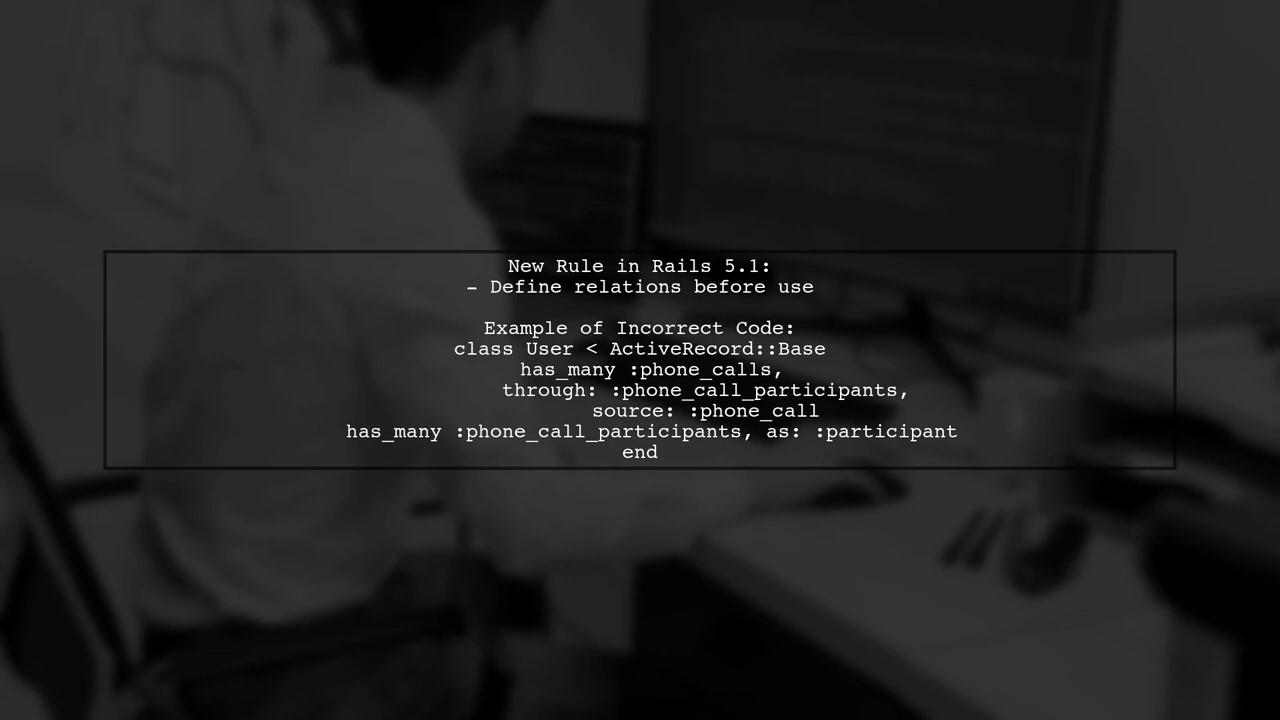 New Rule in Rails 5.1:
– Define relations before use
Example of Incorrect Code:
class User < ActiveRecord::Base
has_many :phone_calls,
through: :phone_call_participants,
source: :phone_call
has_many :phone_call_participants, as: :participant
end